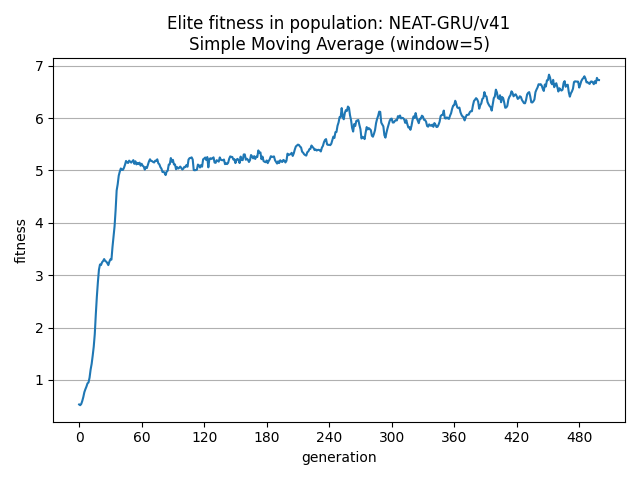 Elite fitness in population: NEAT-GRU/v41
Simple Moving Average (window=5)
fitness
7
6
5
4
3
2
1
0 60 120 180 240 300 360 420 480
generation